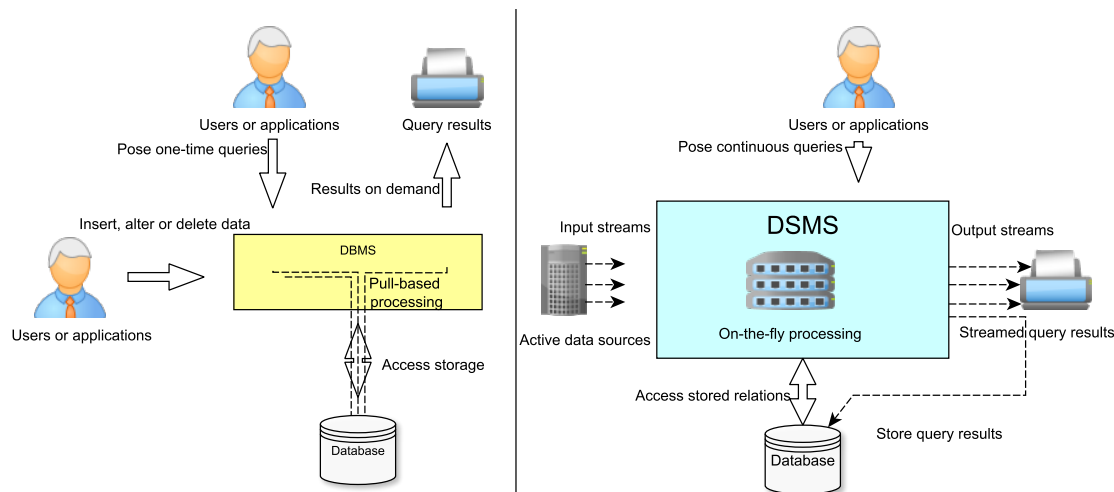 Users or applications
Query results
Pose one-time queries
Results on demand
Insert, alter or delete data
DBMS
Pull-based
processing
Users or applications
Access storage
Database
Users or applications
Pose continuous queries
DSMS
Input streams
Output streams
On-the-fly processing
Active data sources
Streamed query results
Access stored relations
Store query results
Database